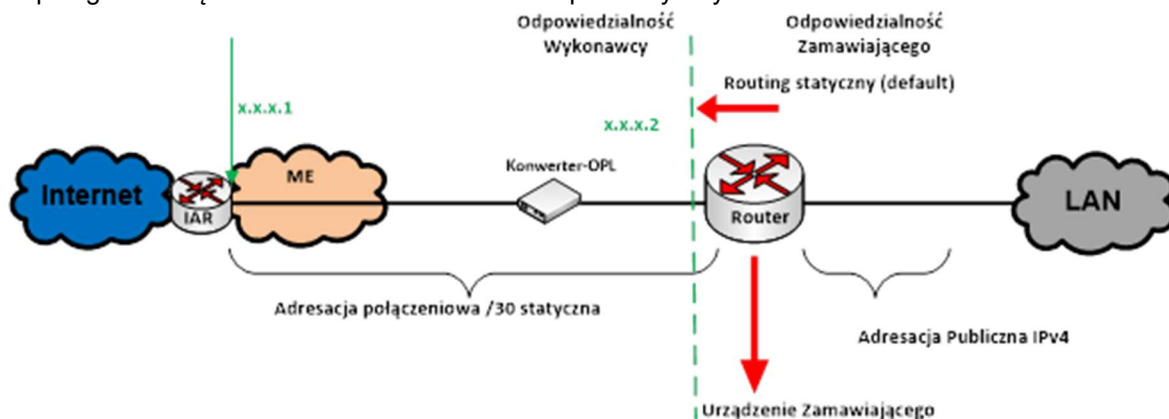 Odpowiedzialność
Wykonawcy
Odpowiedzialność
Zamawiającego
Routing statyczny (default)
x.x.x.1
x.x.x.2
Konwerter-OPL
Internet
IAR
ME
Router
LAN
Adresacja połączeniowa /30 statyczna
Adresacja Publiczna IPv4
Urządzenie Zamawiającego